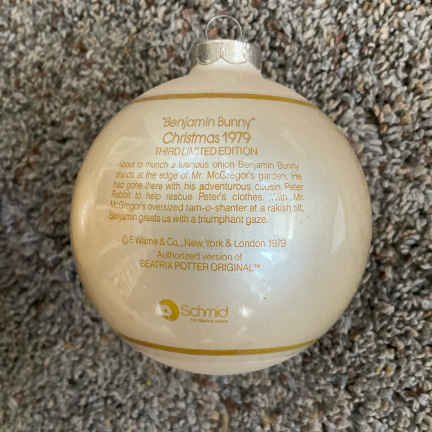 "Benjamin Bunny"
Christmas 1979
THIRD LIMITED EDITION
About to munch a luscious onion Benjamin Bunny
stands at the edge of Mr. McGregor's garden. He
had gone there with his adventurous cousin Peter
Rabbit to help rescue Peter's clothes. With Mr.
McGregor's oversized tam-o-shanter at a rakish tilt,
Benjamin greets us with a triumphant gaze.
© F. Warne & Co., New York & London 1979
Authorized version of
BEATRIX POTTER ORIGINAL™
Schmid